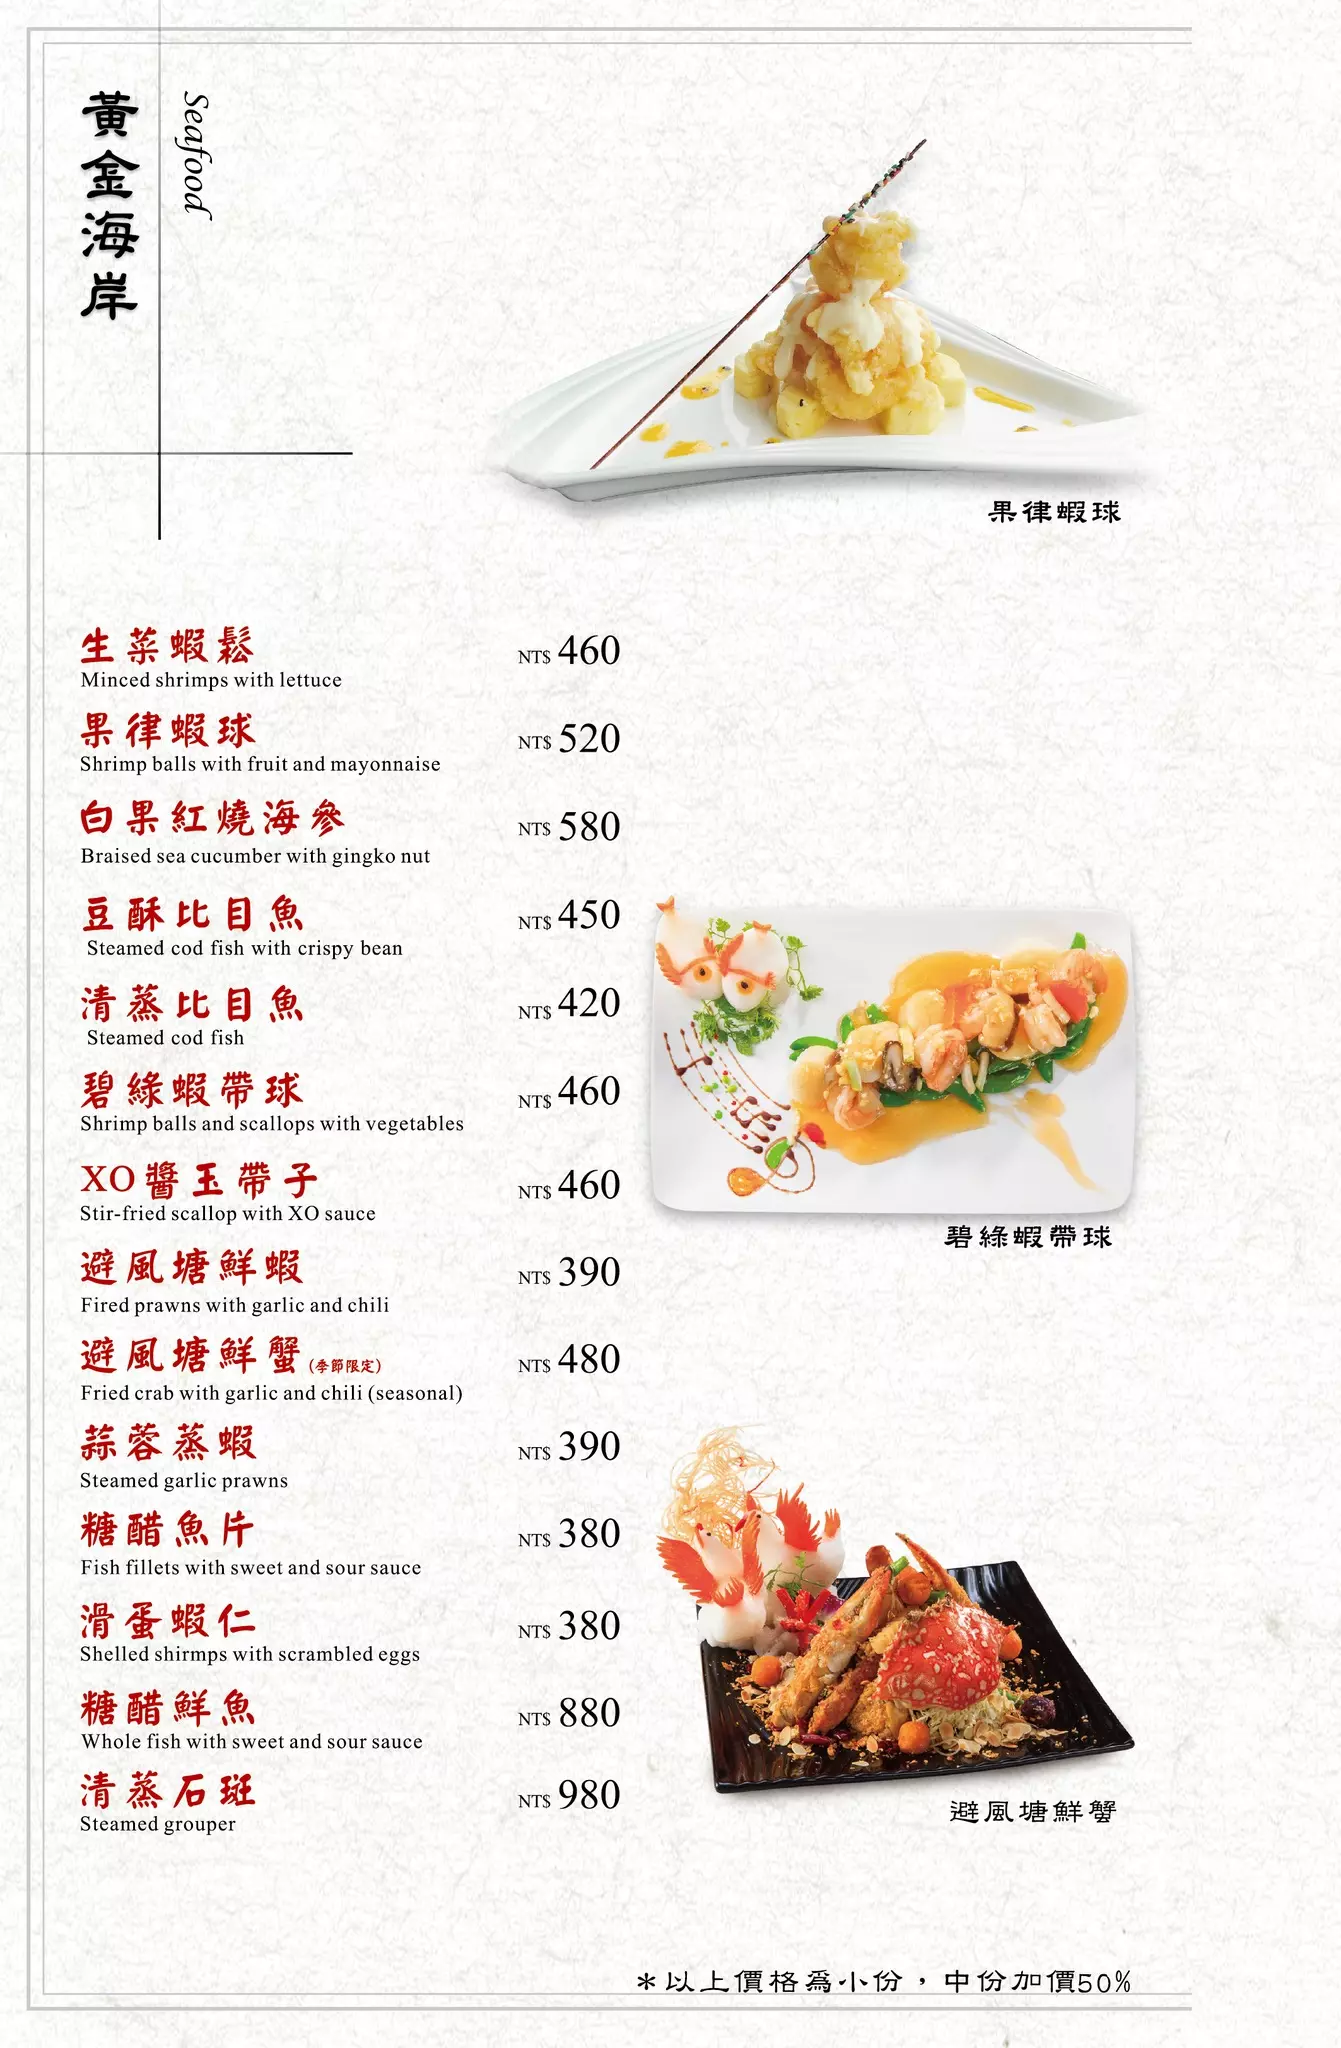 黃金海岸
Seafood
果律蝦球
生菜蝦鬆
Minced shrimps with lettuce
NT$ 460
果律蝦球
Shrimp balls with fruit and mayonnaise
NT$ 520
白果紅燒海參
Braised sea cucumber with gingko nut
NT$ 580
豆酥比目魚
Steamed cod fish with crispy bean
NT$ 450
清蒸比目魚
Steamed cod fish
NT$ 420
碧綠蝦帶球
Shrimp balls and scallops with vegetables
NT$ 460
XO醬玉帶子
Stir-fried scallop with XO sauce
NT$ 460
碧綠蝦帶球
避風塘鮮蝦
Fired prawns with garlic and chili
NT$ 390
避風塘鮮蟹(季節限定)
Fried crab with garlic and chili (seasonal)
NT$ 480
蒜蓉蒸蝦
Steamed garlic prawns
NT$ 390
糖醋魚片
Fish fillets with sweet and sour sauce
NT$ 380
滑蛋蝦仁
Shelled shirmps with scrambled eggs
NT$ 380
糖醋鮮魚
Whole fish with sweet and sour sauce
NT$ 880
清蒸石斑
Steamed grouper
NT$ 980
避風塘鮮蟹
＊以上價格為小份，中份加價50%